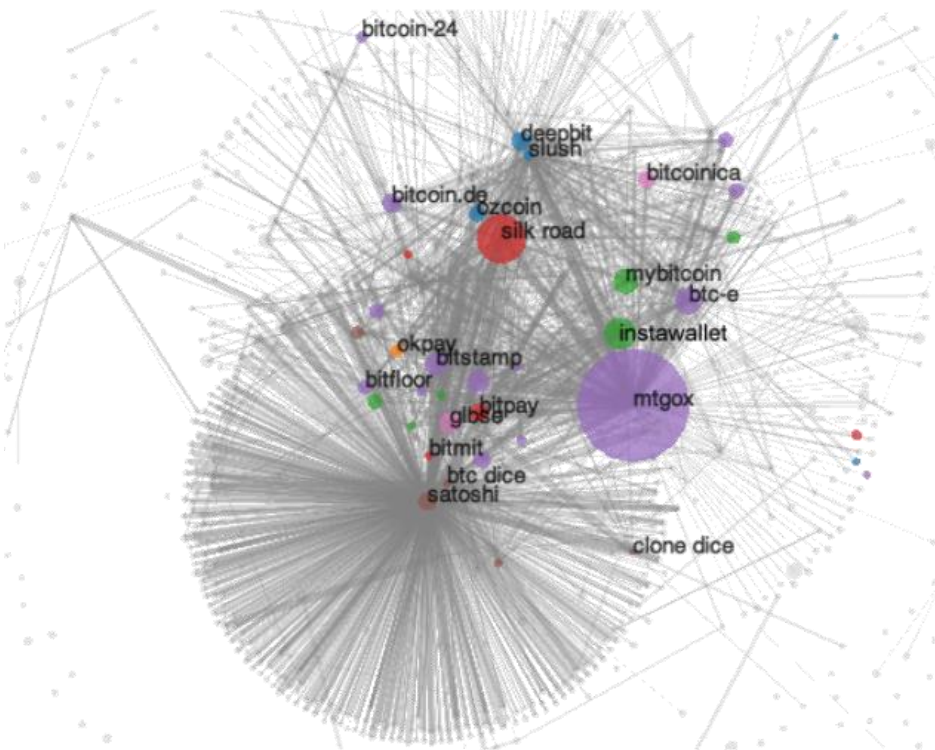 bitcoin-24
deepbit
slush
bitcoinica
bitcoin.de
ozcoin
silk road
mybitcoin
btc-e
instawallet
okpay
bitstamp
bitfloor
mtgox
bitpay
glbse
bitmit
btc dice
satoshi
clone dice